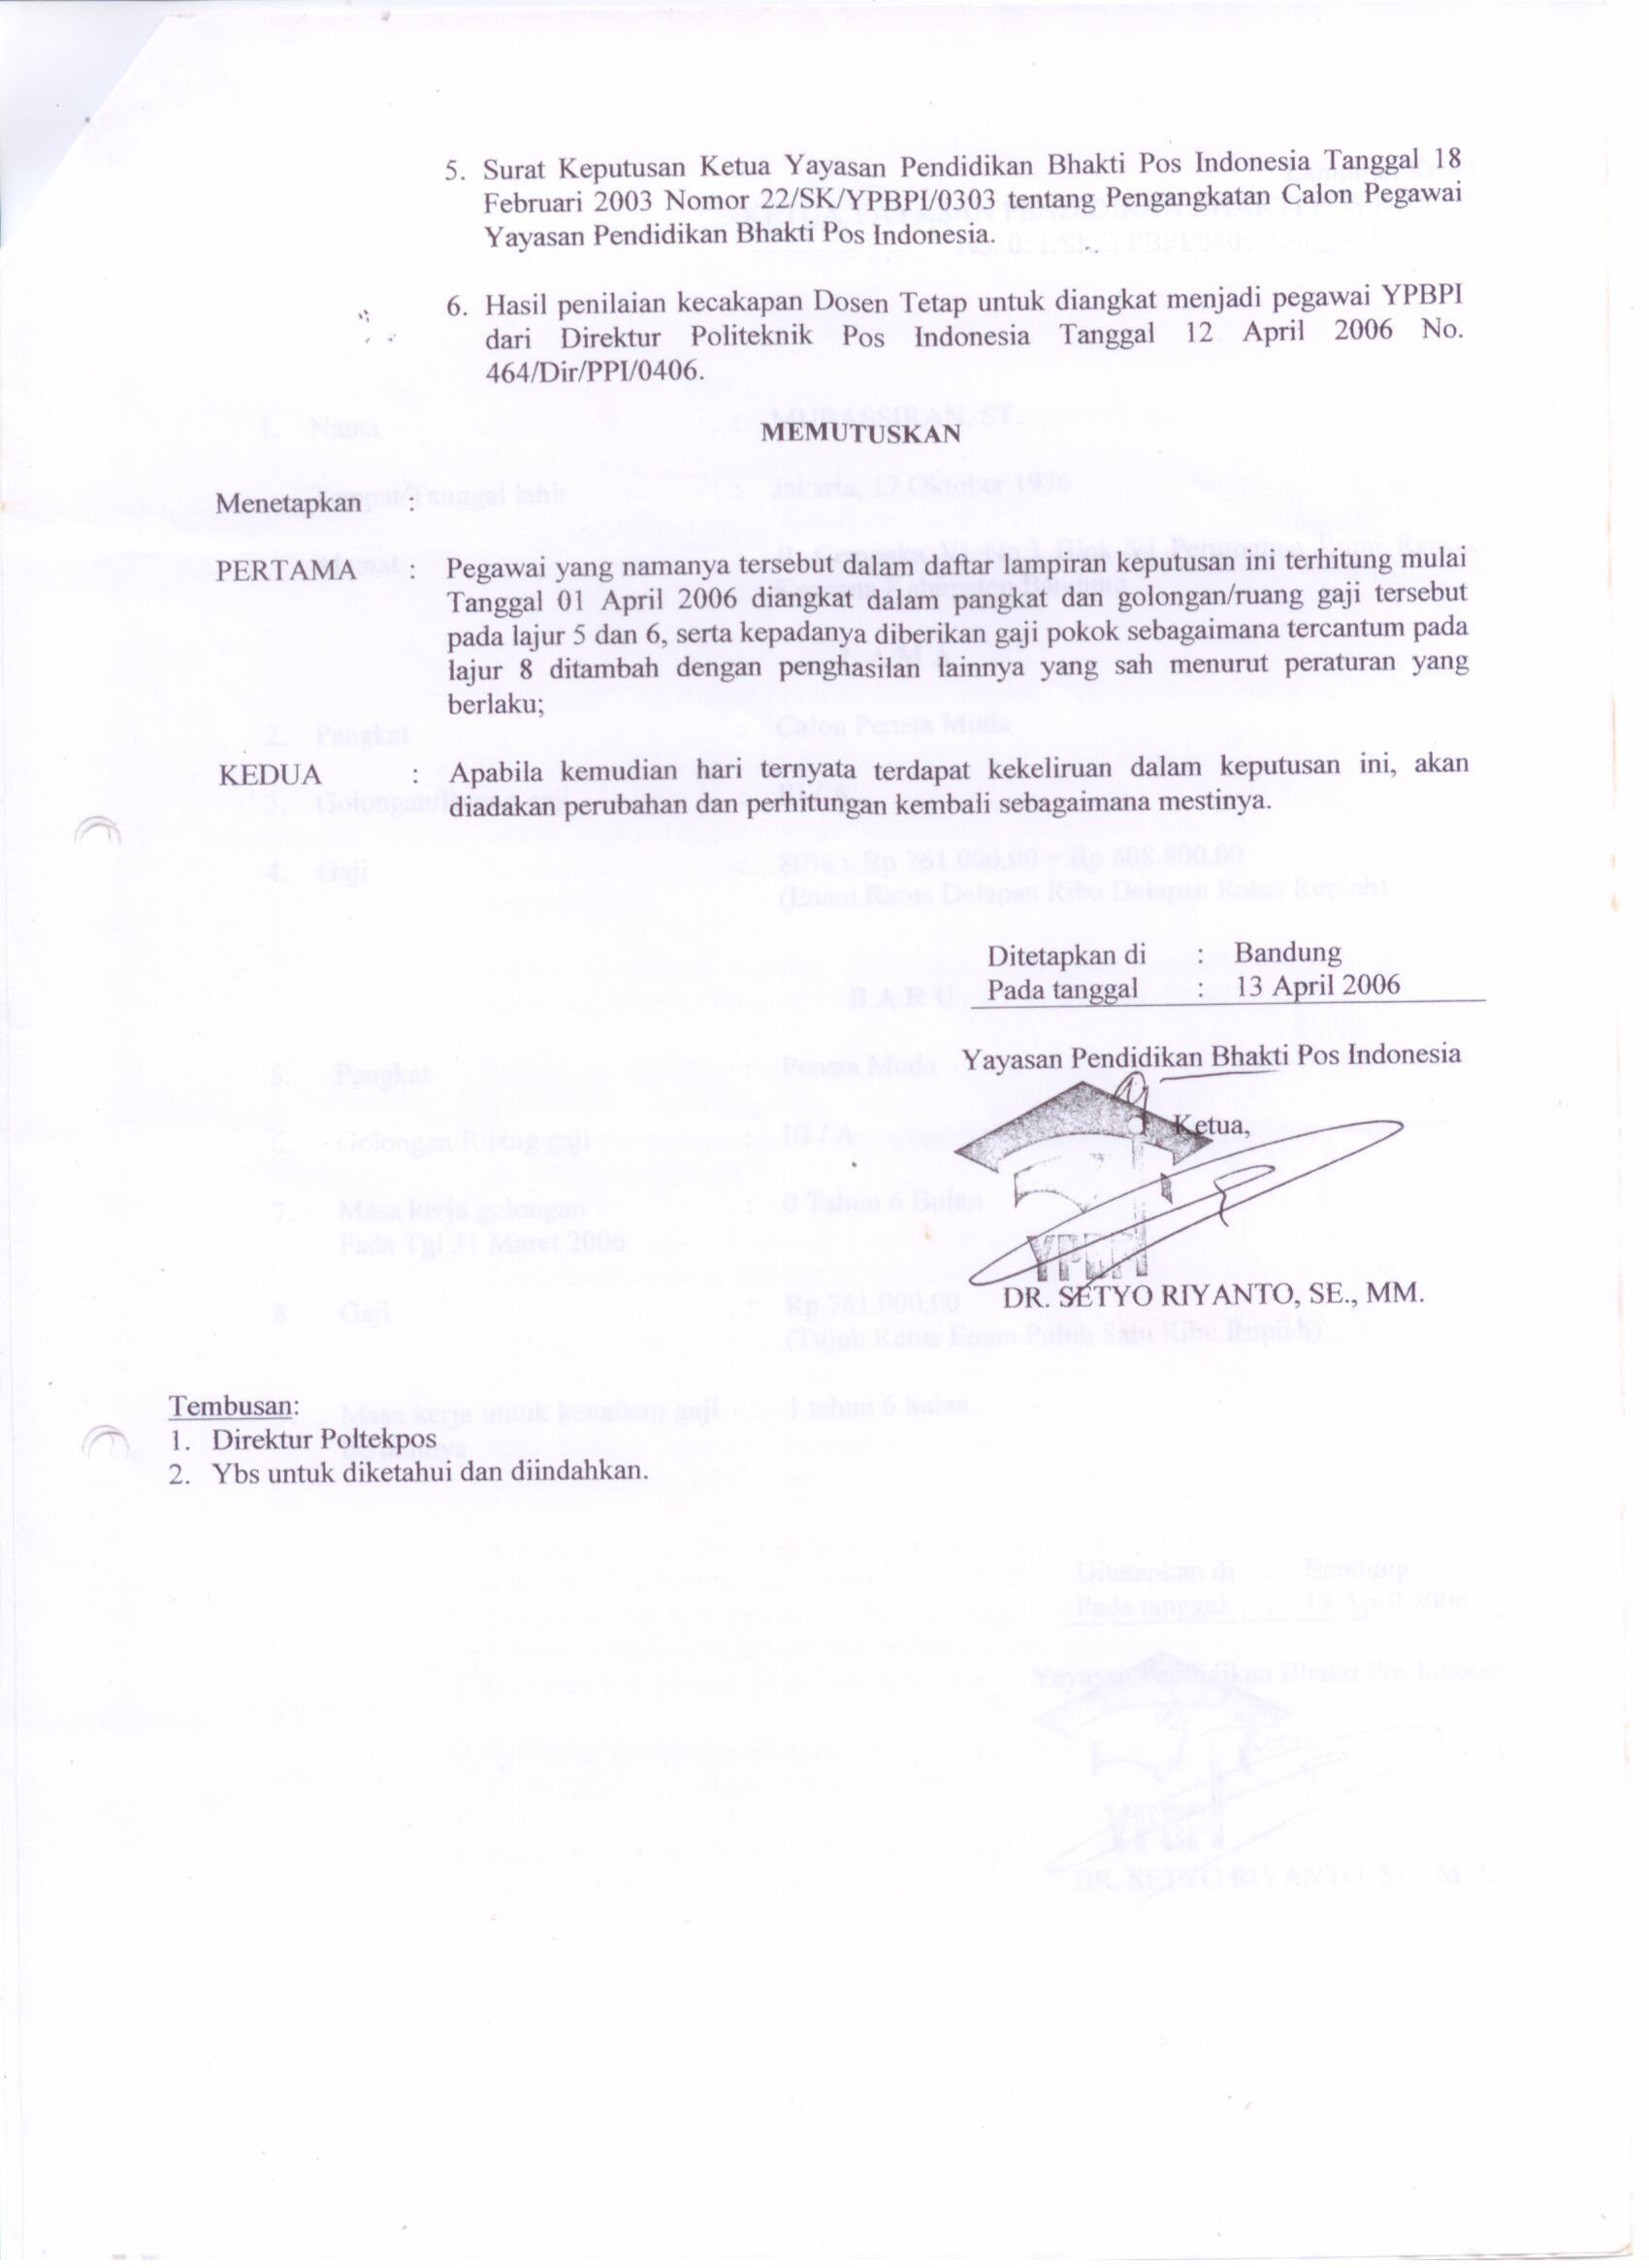 5. Surat Keputusan Ketua Yayasan Pendidikan Bhakti Pos Indonesia Tanggal 18
Februari 2003 Nomor 22/SK/YPBPI/0303 tentang Pengangkatan Calon Pegawai
Yayasan Pendidikan Bhakti Pos Indonesia.
6. Hasil penilaian kecakapan Dosen Tetap untuk diangkat menjadi pegawai YPBPI
dari Direktur Politeknik Pos Indonesia Tanggal 12 April 2006 No.
464/Dir/PPI/0406.
MEMUTUSKAN
Menetapkan :
PERTAMA : Pegawai yang namanya tersebut dalam daftar lampiran keputusan ini terhitung mulai
Tanggal 01 April 2006 diangkat dalam pangkat dan golongan/ruang gaji tersebut
pada lajur 5 dan 6, serta kepadanya diberikan gaji pokok sebagaimana tercantum pada
lajur 8 ditambah dengan penghasilan lainnya yang sah menurut peraturan yang
berlaku;
KEDUA : Apabila kemudian hari ternyata terdapat kekeliruan dalam keputusan ini, akan
diadakan perubahan dan perhitungan kembali sebagaimana mestinya.
Ditetapkan di : Bandung
Pada tanggal : 13 April 2006
Yayasan Pendidikan Bhakti Pos Indonesia
Ketua,
YPBPI
DR. SETYO RIYANTO, SE., MM.
Tembusan:
1. Direktur Poltekpos
2. Ybs untuk diketahui dan diindahkan.